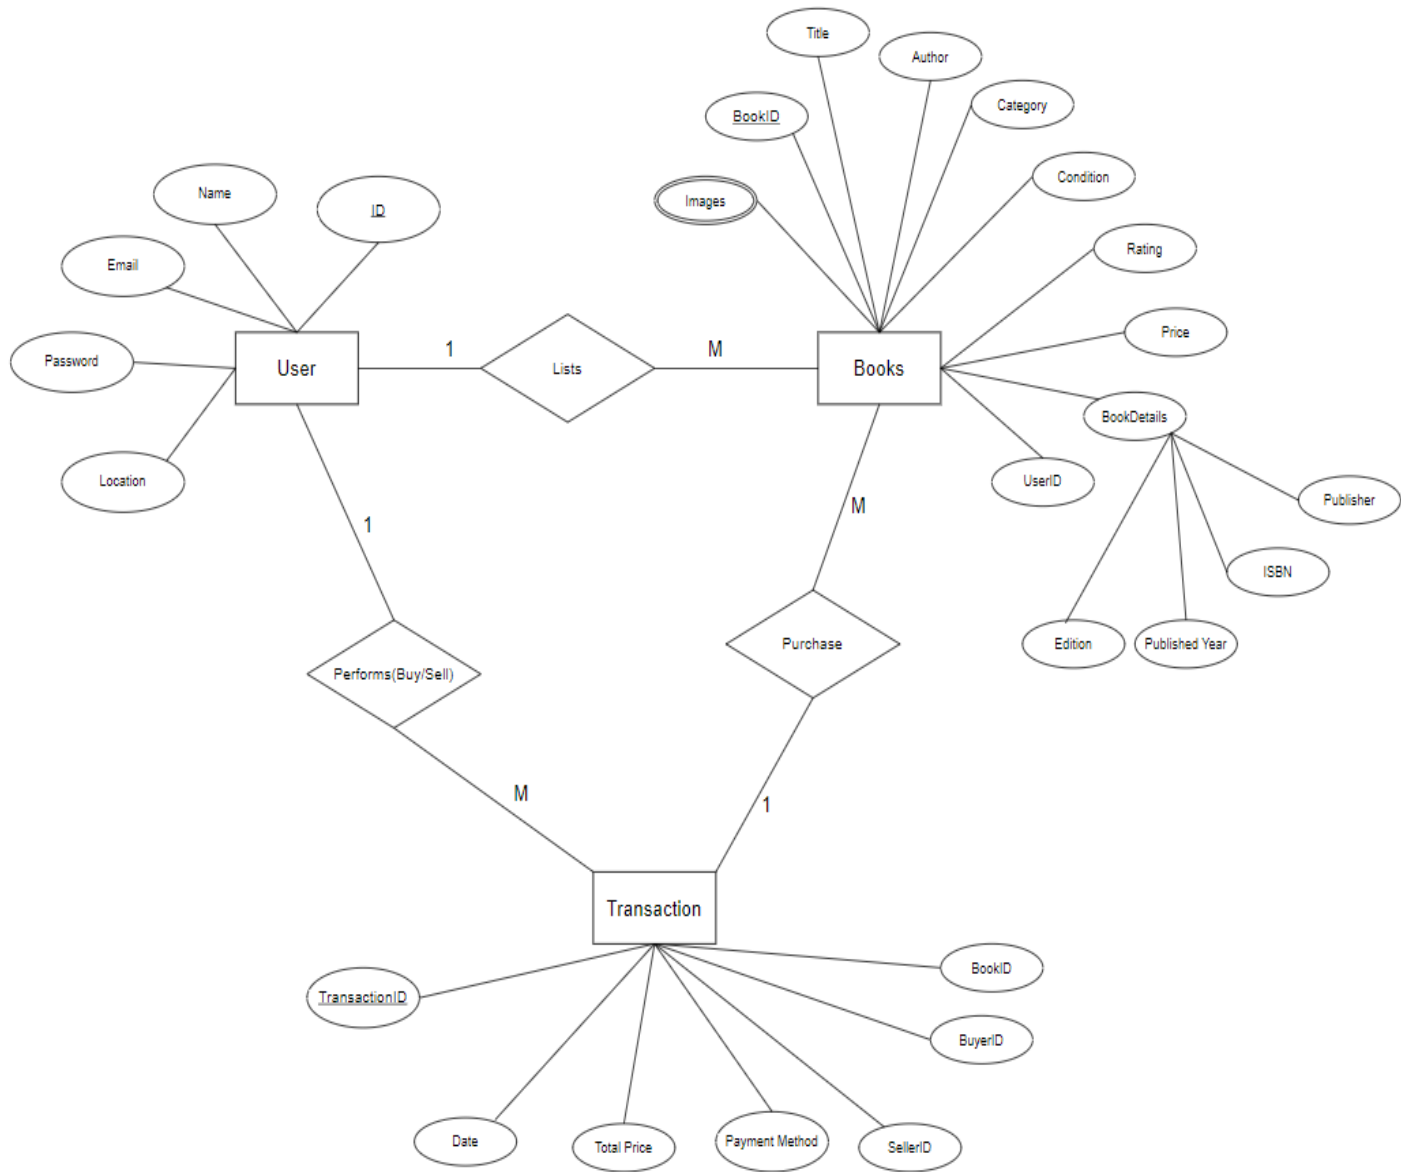 Title
Author
Category
BookID
Condition
Images
Name
ID
Rating
Email
Price
Password
User
1
Lists
M
Books
BookDetails
Location
UserID
Publisher
1
M
ISBN
Purchase
Edition
Published Year
Performs(Buy/Sell)
M
1
Transaction
BookID
TransactionID
BuyerID
Date
Total Price
Payment Method
SellerID